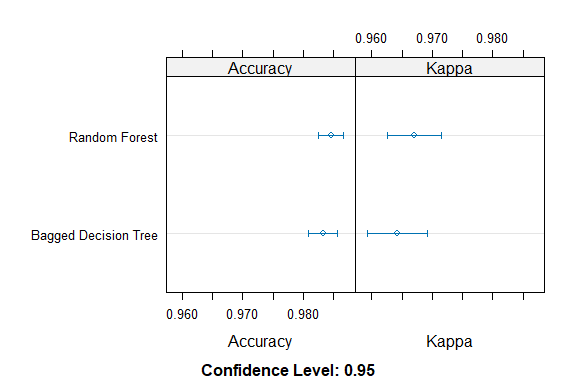 0.960 0.970 0.980
Accuracy Kappa
Random Forest
Bagged Decision Tree
0.960 0.970 0.980
Accuracy Kappa
Confidence Level: 0.95